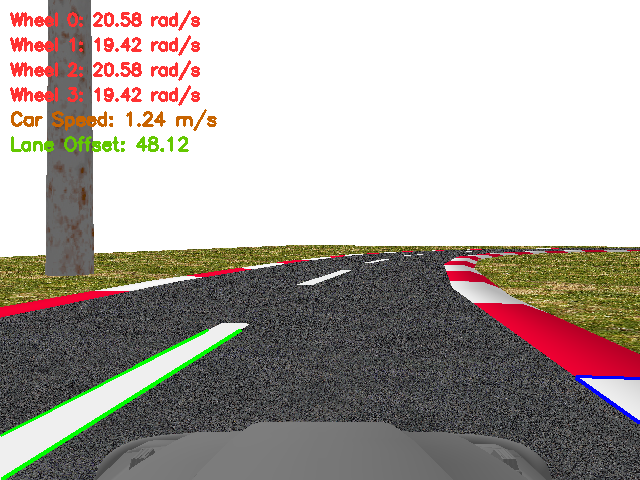 Wheel 0: 20.58 rad/s
Wheel 1: 19.42 rad/s
Wheel 2: 20.58 rad/s
Wheel 3: 19.42 rad/s
Car Speed: 1.24 m/s
Lane Offset: 48.12